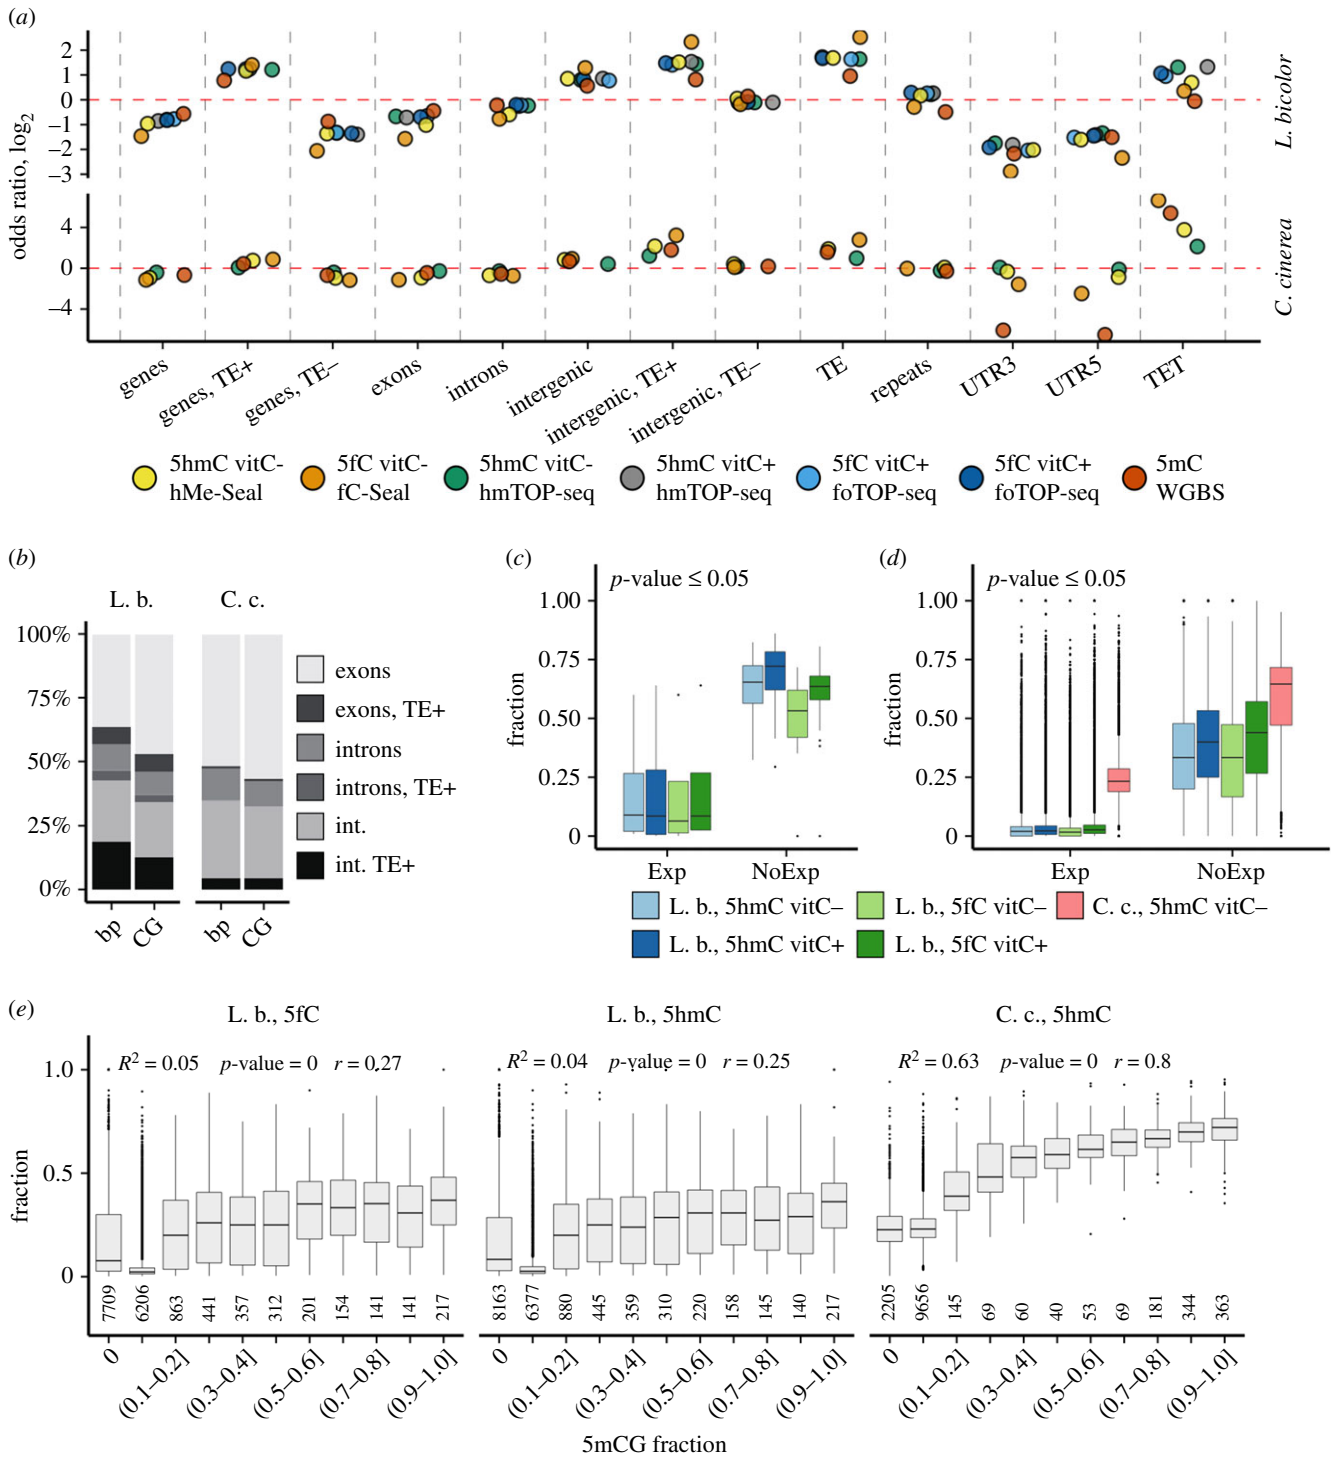 (a)
odds ratio, log2
2
1
0
−1
−2
−3
L. bicolor
4
0
−4
C. cinerea
genes
genes, TE+
genes, TE−
exons
introns
intergenic
intergenic, TE+
intergenic, TE−
TE
repeats
UTR3
UTR5
TET
5hmC vitC-
hMe-Seal
5fC vitC-
fC-Seal
5hmC vitC-
hmTOP-seq
5hmC vitC+
hmTOP-seq
5fC vitC+
foTOP-seq
5fC vitC+
foTOP-seq
5mC
WGBS
(b)
L. b.
C. c.
100%
75%
50%
25%
0%
bp
CG
bp
CG
exons
exons, TE+
introns
introns, TE+
int.
int. TE+
(c)
p-value ≤ 0.05
fraction
1.00
0.75
0.50
0.25
0
Exp
NoExp
(d)
p-value ≤ 0.05
fraction
1.00
0.75
0.50
0.25
0
Exp
NoExp
L. b., 5hmC vitC−
L. b., 5fC vitC−
C. c., 5hmC vitC−
L. b., 5hmC vitC+
L. b., 5fC vitC+
(e)
L. b., 5fC
L. b., 5hmC
C. c., 5hmC
fraction
1.0
0.5
0
R2 = 0.05 p-value = 0 r = 0.27
R2 = 0.04 p-value = 0 r = 0.25
R2 = 0.63 p-value = 0 r = 0.8
7709 6206 863 441 357 312 201 154 141 141 217
8163 6377 880 445 359 310 220 158 145 140 217
2205 9656 145 69 60 40 53 69 181 344 363
0 (0.1–0.2] (0.3–0.4] (0.5–0.6] (0.7–0.8] (0.9–1.0]
0 (0.1–0.2] (0.3–0.4] (0.5–0.6] (0.7–0.8] (0.9–1.0]
0 (0.1–0.2] (0.3–0.4] (0.5–0.6] (0.7–0.8] (0.9–1.0]
5mCG fraction